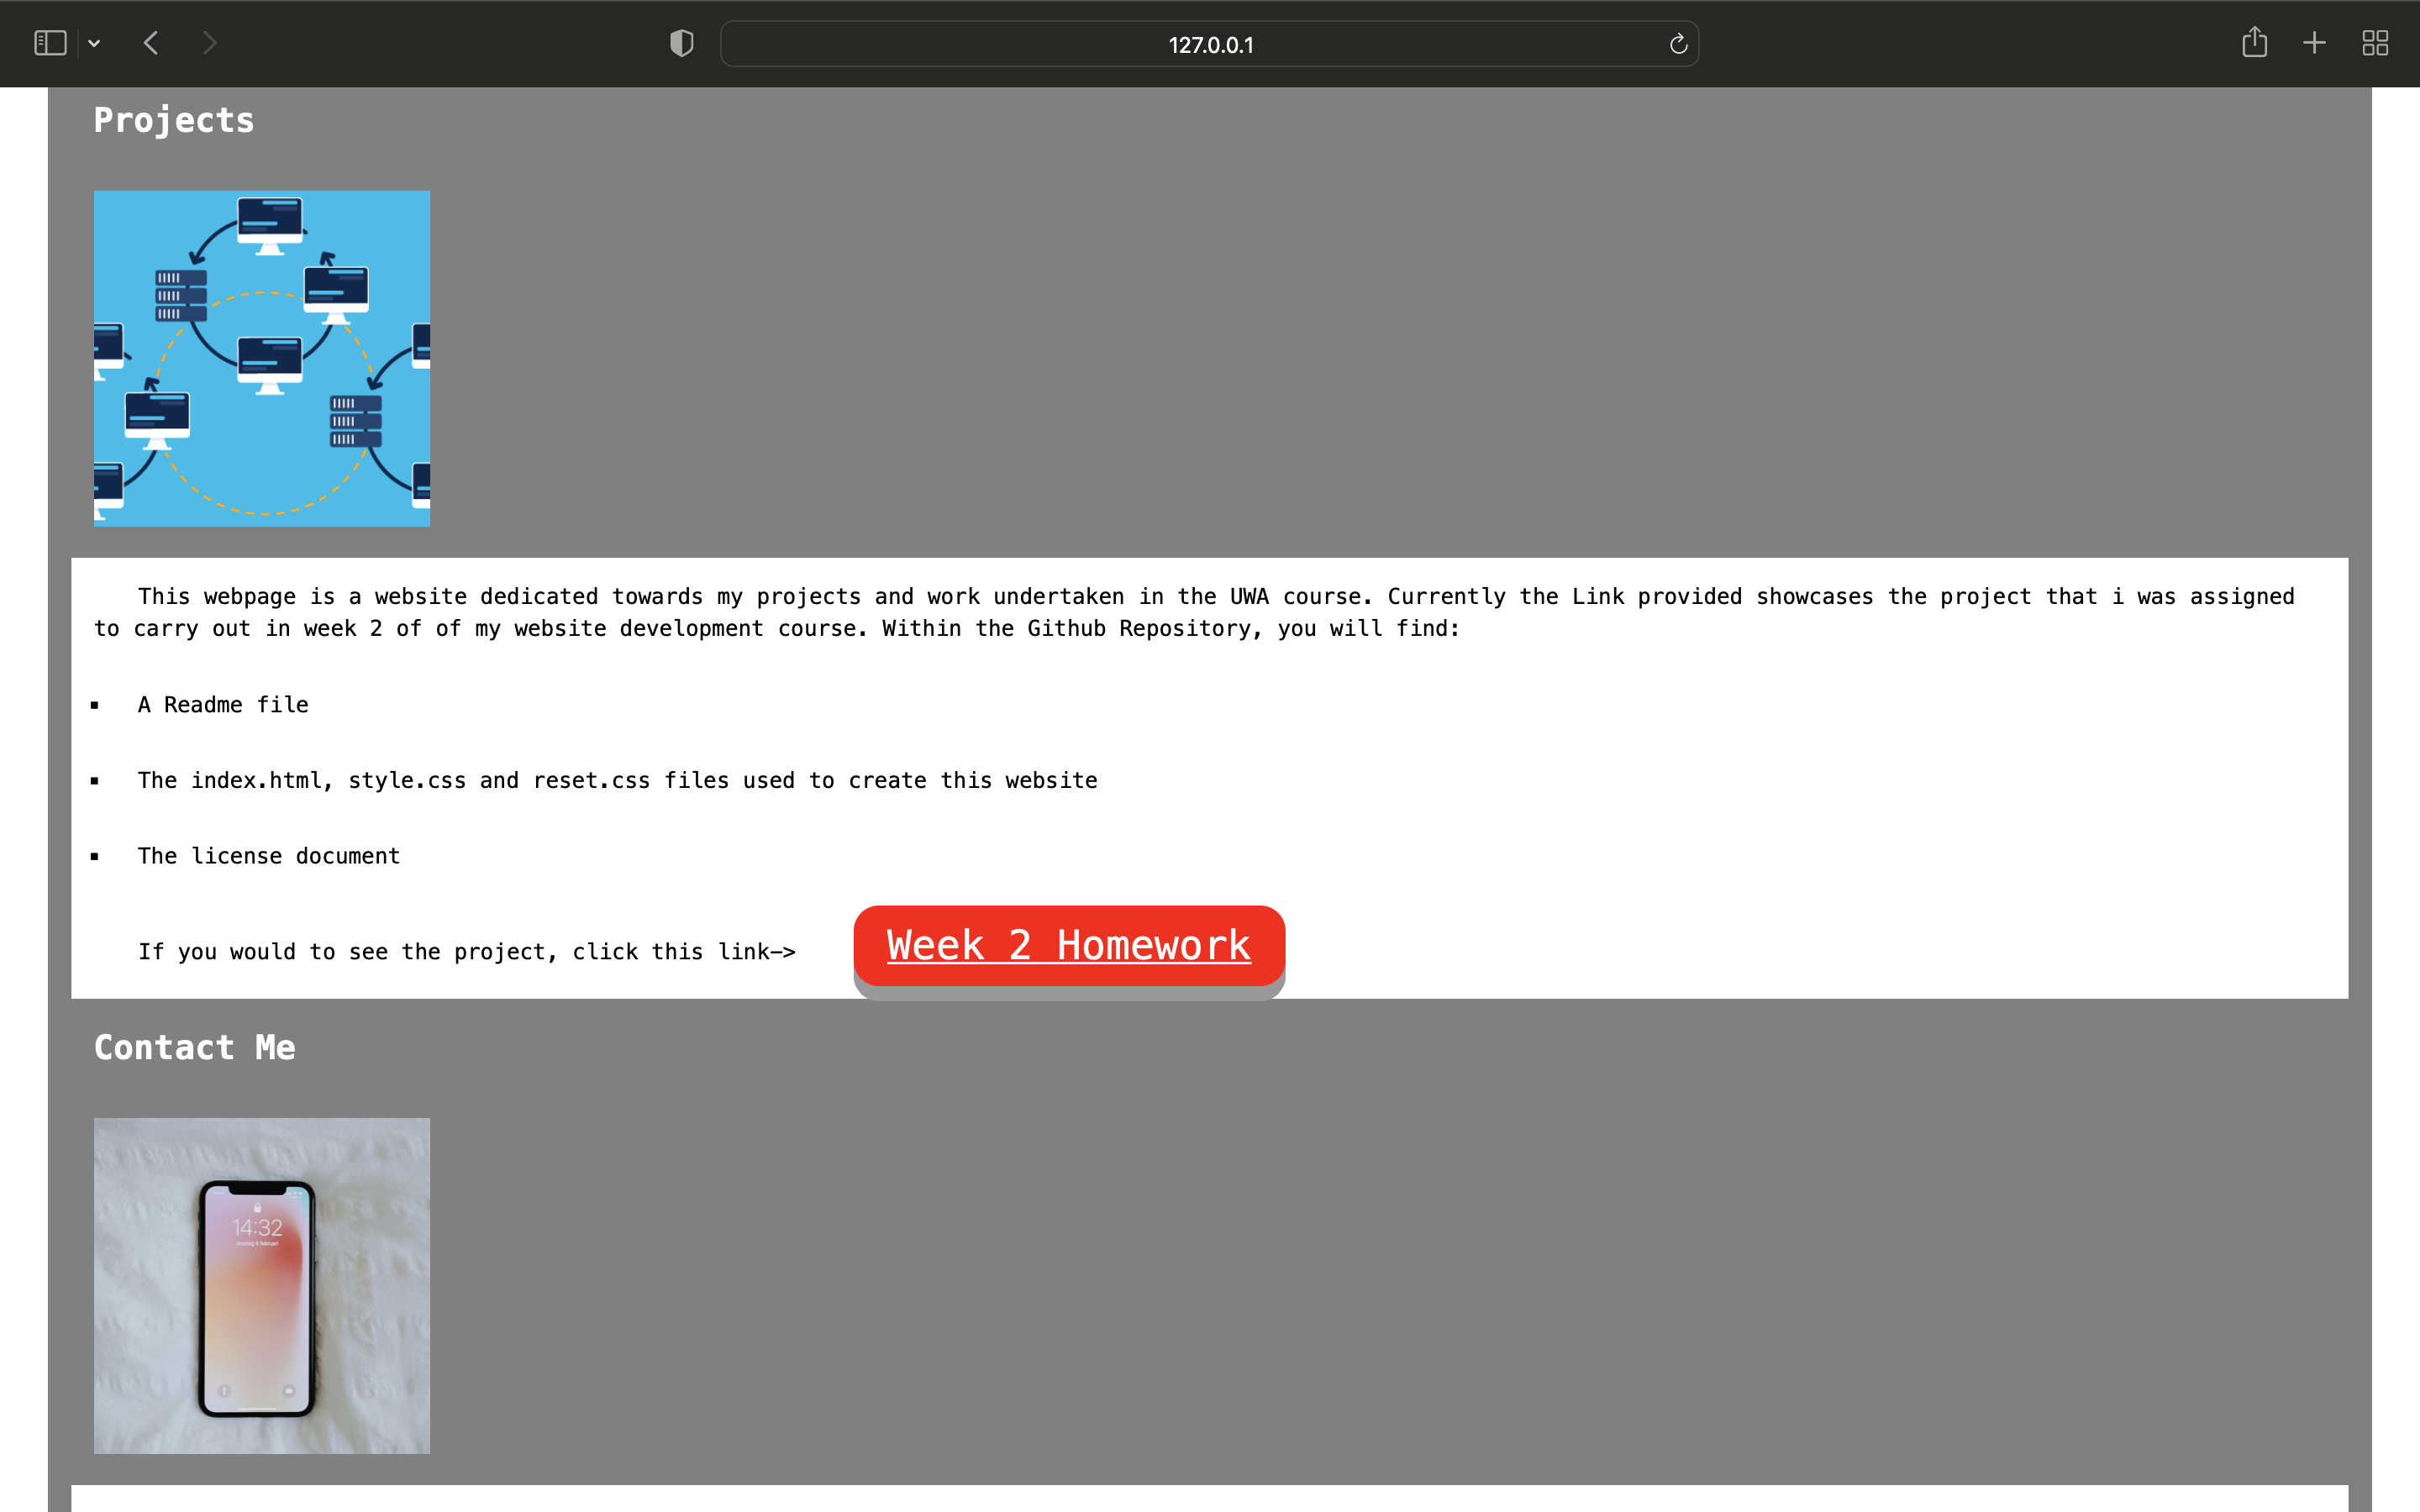 127.0.0.1
Projects
This webpage is a website dedicated towards my projects and work undertaken in the UWA course. Currently the Link provided showcases the project that i was assigned
to carry out in week 2 of of my website development course. Within the Github Repository, you will find:
▪ A Readme file
▪ The index.html, style.css and reset.css files used to create this website
▪ The license document
If you would to see the project, click this link—> Week 2 Homework
Contact Me
14:32